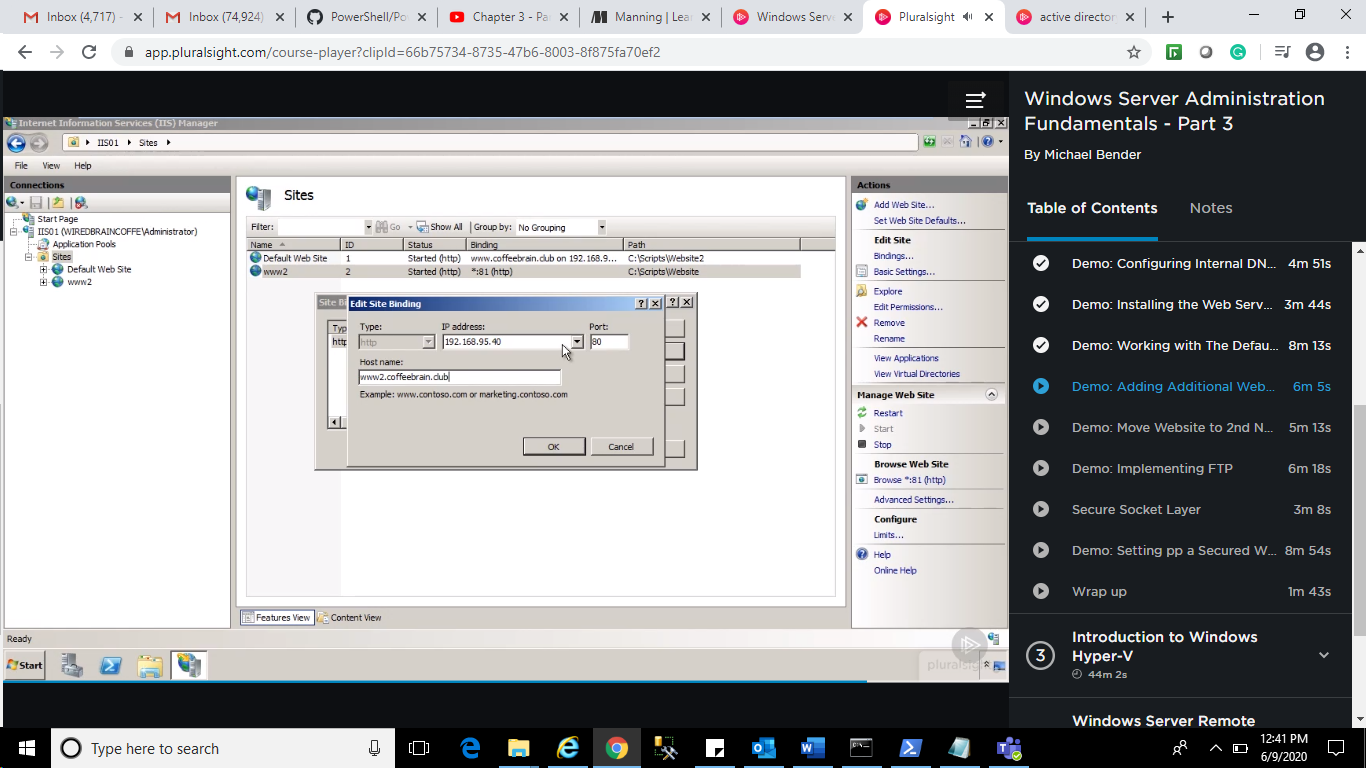 Inbox (4,717) -
Inbox (74,924)
PowerShell/Po
Chapter 3 - Pa
Manning | Lea
Windows Serv
Pluralsight
active director
app.pluralsight.com/course-player?clipId=66b75734-8735-47b6-8003-8f875fa70ef2
Internet Information Services (IIS) Manager
IIS01
Sites
File View Help
Connections
Start Page
IIS01 (WIREDBRAINCOFFE\Administrator)
Application Pools
Sites
Default Web Site
www2
Sites
Filter: Go Show All Group by: No Grouping
Name ID Status Binding Path
Default Web Site 1 Started (http) www.coffeebrain.club on 192.168.9... C:\Scripts\Website2
www2 2 Started (http) *:81 (http) C:\Scripts\Website
Site Bi
Typ
http
Edit Site Binding
Type: IP address: Port:
http 192.168.95.40 80
Host name:
www2.coffeebrain.club
Example: www.contoso.com or marketing.contoso.com
OK Cancel
Features View Content View
Actions
Add Web Site...
Set Web Site Defaults...
Edit Site
Bindings...
Basic Settings...
Explore
Edit Permissions...
Remove
Rename
View Applications
View Virtual Directories
Manage Web Site
Restart
Start
Stop
Browse Web Site
Browse *:81 (http)
Advanced Settings...
Configure
Limits...
Help
Online Help
Ready
Start
pluralsight
Windows Server Administration
Fundamentals - Part 3
By Michael Bender
Table of Contents Notes
Demo: Configuring Internal DN... 4m 51s
Demo: Installing the Web Serv... 3m 44s
Demo: Working with The Defau... 8m 13s
Demo: Adding Additional Web... 6m 5s
Demo: Move Website to 2nd N... 5m 13s
Demo: Implementing FTP 6m 18s
Secure Socket Layer 3m 8s
Demo: Setting pp a Secured W... 8m 54s
Wrap up 1m 43s
3
Introduction to Windows
Hyper-V
44m 2s
Windows Server Remote
Type here to search
12:41 PM
6/9/2020